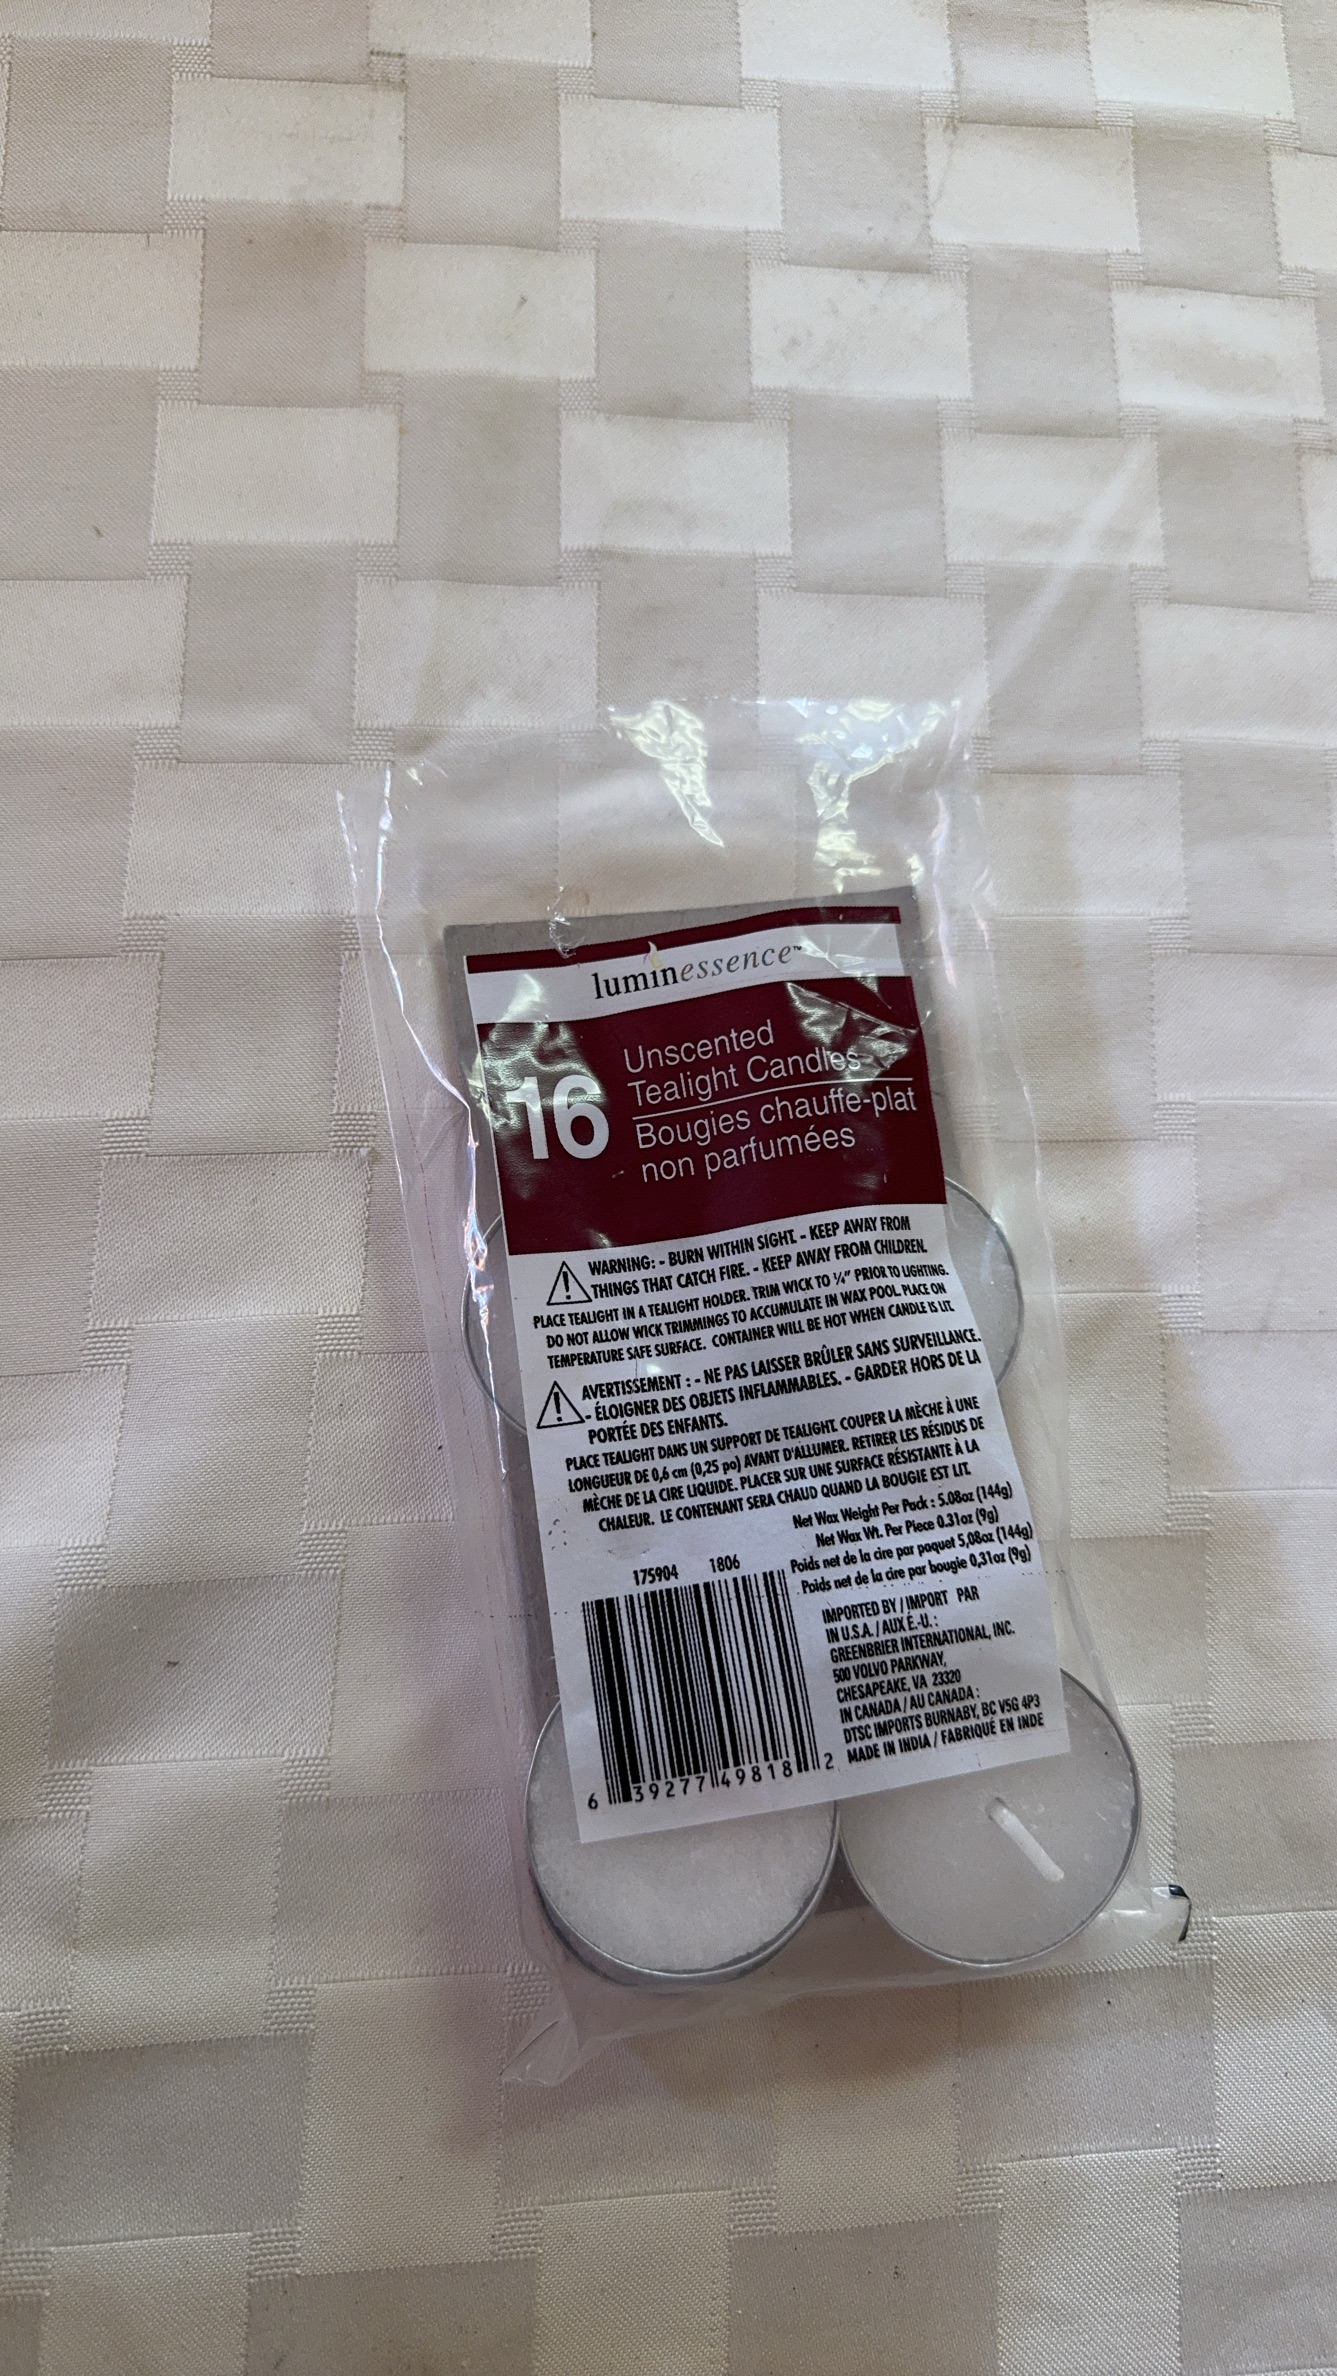 luminessence™
16
Unscented
Tealight Candles
Bougies chauffe-plat
non parfumées
WARNING: - BURN WITHIN SIGHT. - KEEP AWAY FROM
THINGS THAT CATCH FIRE. - KEEP AWAY FROM CHILDREN.
PLACE TEALIGHT IN A TEALIGHT HOLDER. TRIM WICK TO ¼" PRIOR TO LIGHTING.
DO NOT ALLOW WICK TRIMMINGS TO ACCUMULATE IN WAX POOL. PLACE ON
TEMPERATURE SAFE SURFACE. CONTAINER WILL BE HOT WHEN CANDLE IS LIT.
AVERTISSEMENT : - NE PAS LAISSER BRÛLER SANS SURVEILLANCE.
- ÉLOIGNER DES OBJETS INFLAMMABLES. - GARDER HORS DE LA
PORTÉE DES ENFANTS.
PLACE TEALIGHT DANS UN SUPPORT DE TEALIGHT. COUPER LA MÈCHE À UNE
LONGUEUR DE 0,6 cm (0,25 po) AVANT D'ALLUMER. RETIRER LES RÉSIDUS DE
MÈCHE DE LA CIRE LIQUIDE. PLACER SUR UNE SURFACE RÉSISTANTE À LA
CHALEUR. LE CONTENANT SERA CHAUD QUAND LA BOUGIE EST LIT.
Net Wax Weight Per Pack : 5.08oz (144g)
Net Wax Wt. Per Piece 0.31oz (9g)
Poids net de la cire par paquet 5,08oz (144g)
Poids net de la cire par bougie 0,31oz (9g)
175904 1806
IMPORTED BY / IMPORT PAR
IN U.S.A. / AUX É.-U. :
GREENBRIER INTERNATIONAL, INC.
500 VOLVO PARKWAY,
CHESAPEAKE, VA 23320
IN CANADA / AU CANADA :
DTSC IMPORTS BURNABY, BC V5G 4P3
MADE IN INDIA / FABRIQUÉ EN INDE
6 39277 49818 2